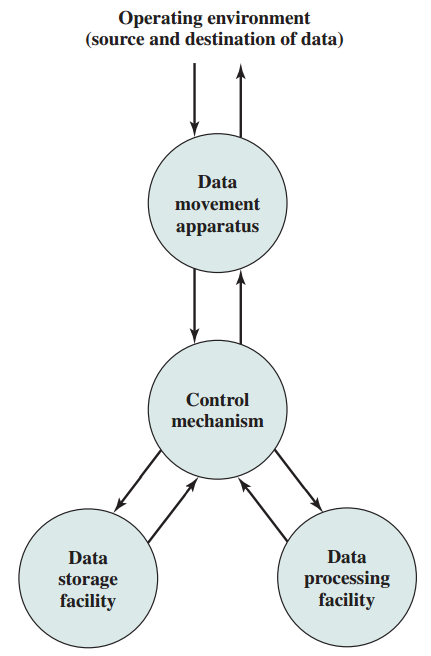 Operating environment
(source and destination of data)
Data
movement
apparatus
Control
mechanism
Data
storage
facility
Data
processing
facility